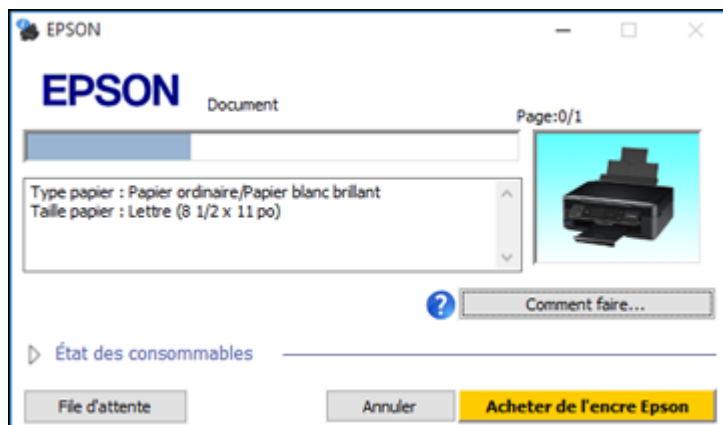 EPSON
EPSON
Document
Page:0/1
Type papier : Papier ordinaire/Papier blanc brillant
Taille papier : Lettre (8 1/2 x 11 po)
? Comment faire...
État des consommables
File d'attente
Annuler
Acheter de l'encre Epson